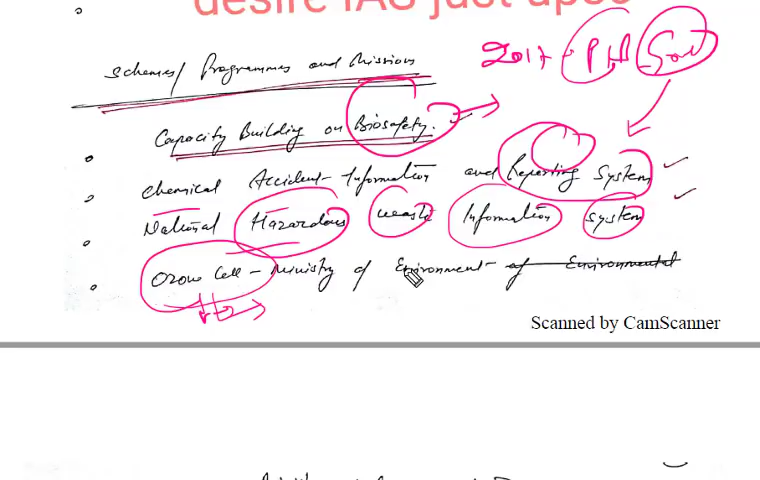 desire IAS just upsc
2017
Schemes/ Programmes and Missions
Capacity Building on Biosafety.
Chemical Accident Information and Reporting System
National Hazardous Waste Information System
Ozone Cell - Ministry of Environment of Environmental
Scanned by CamScanner